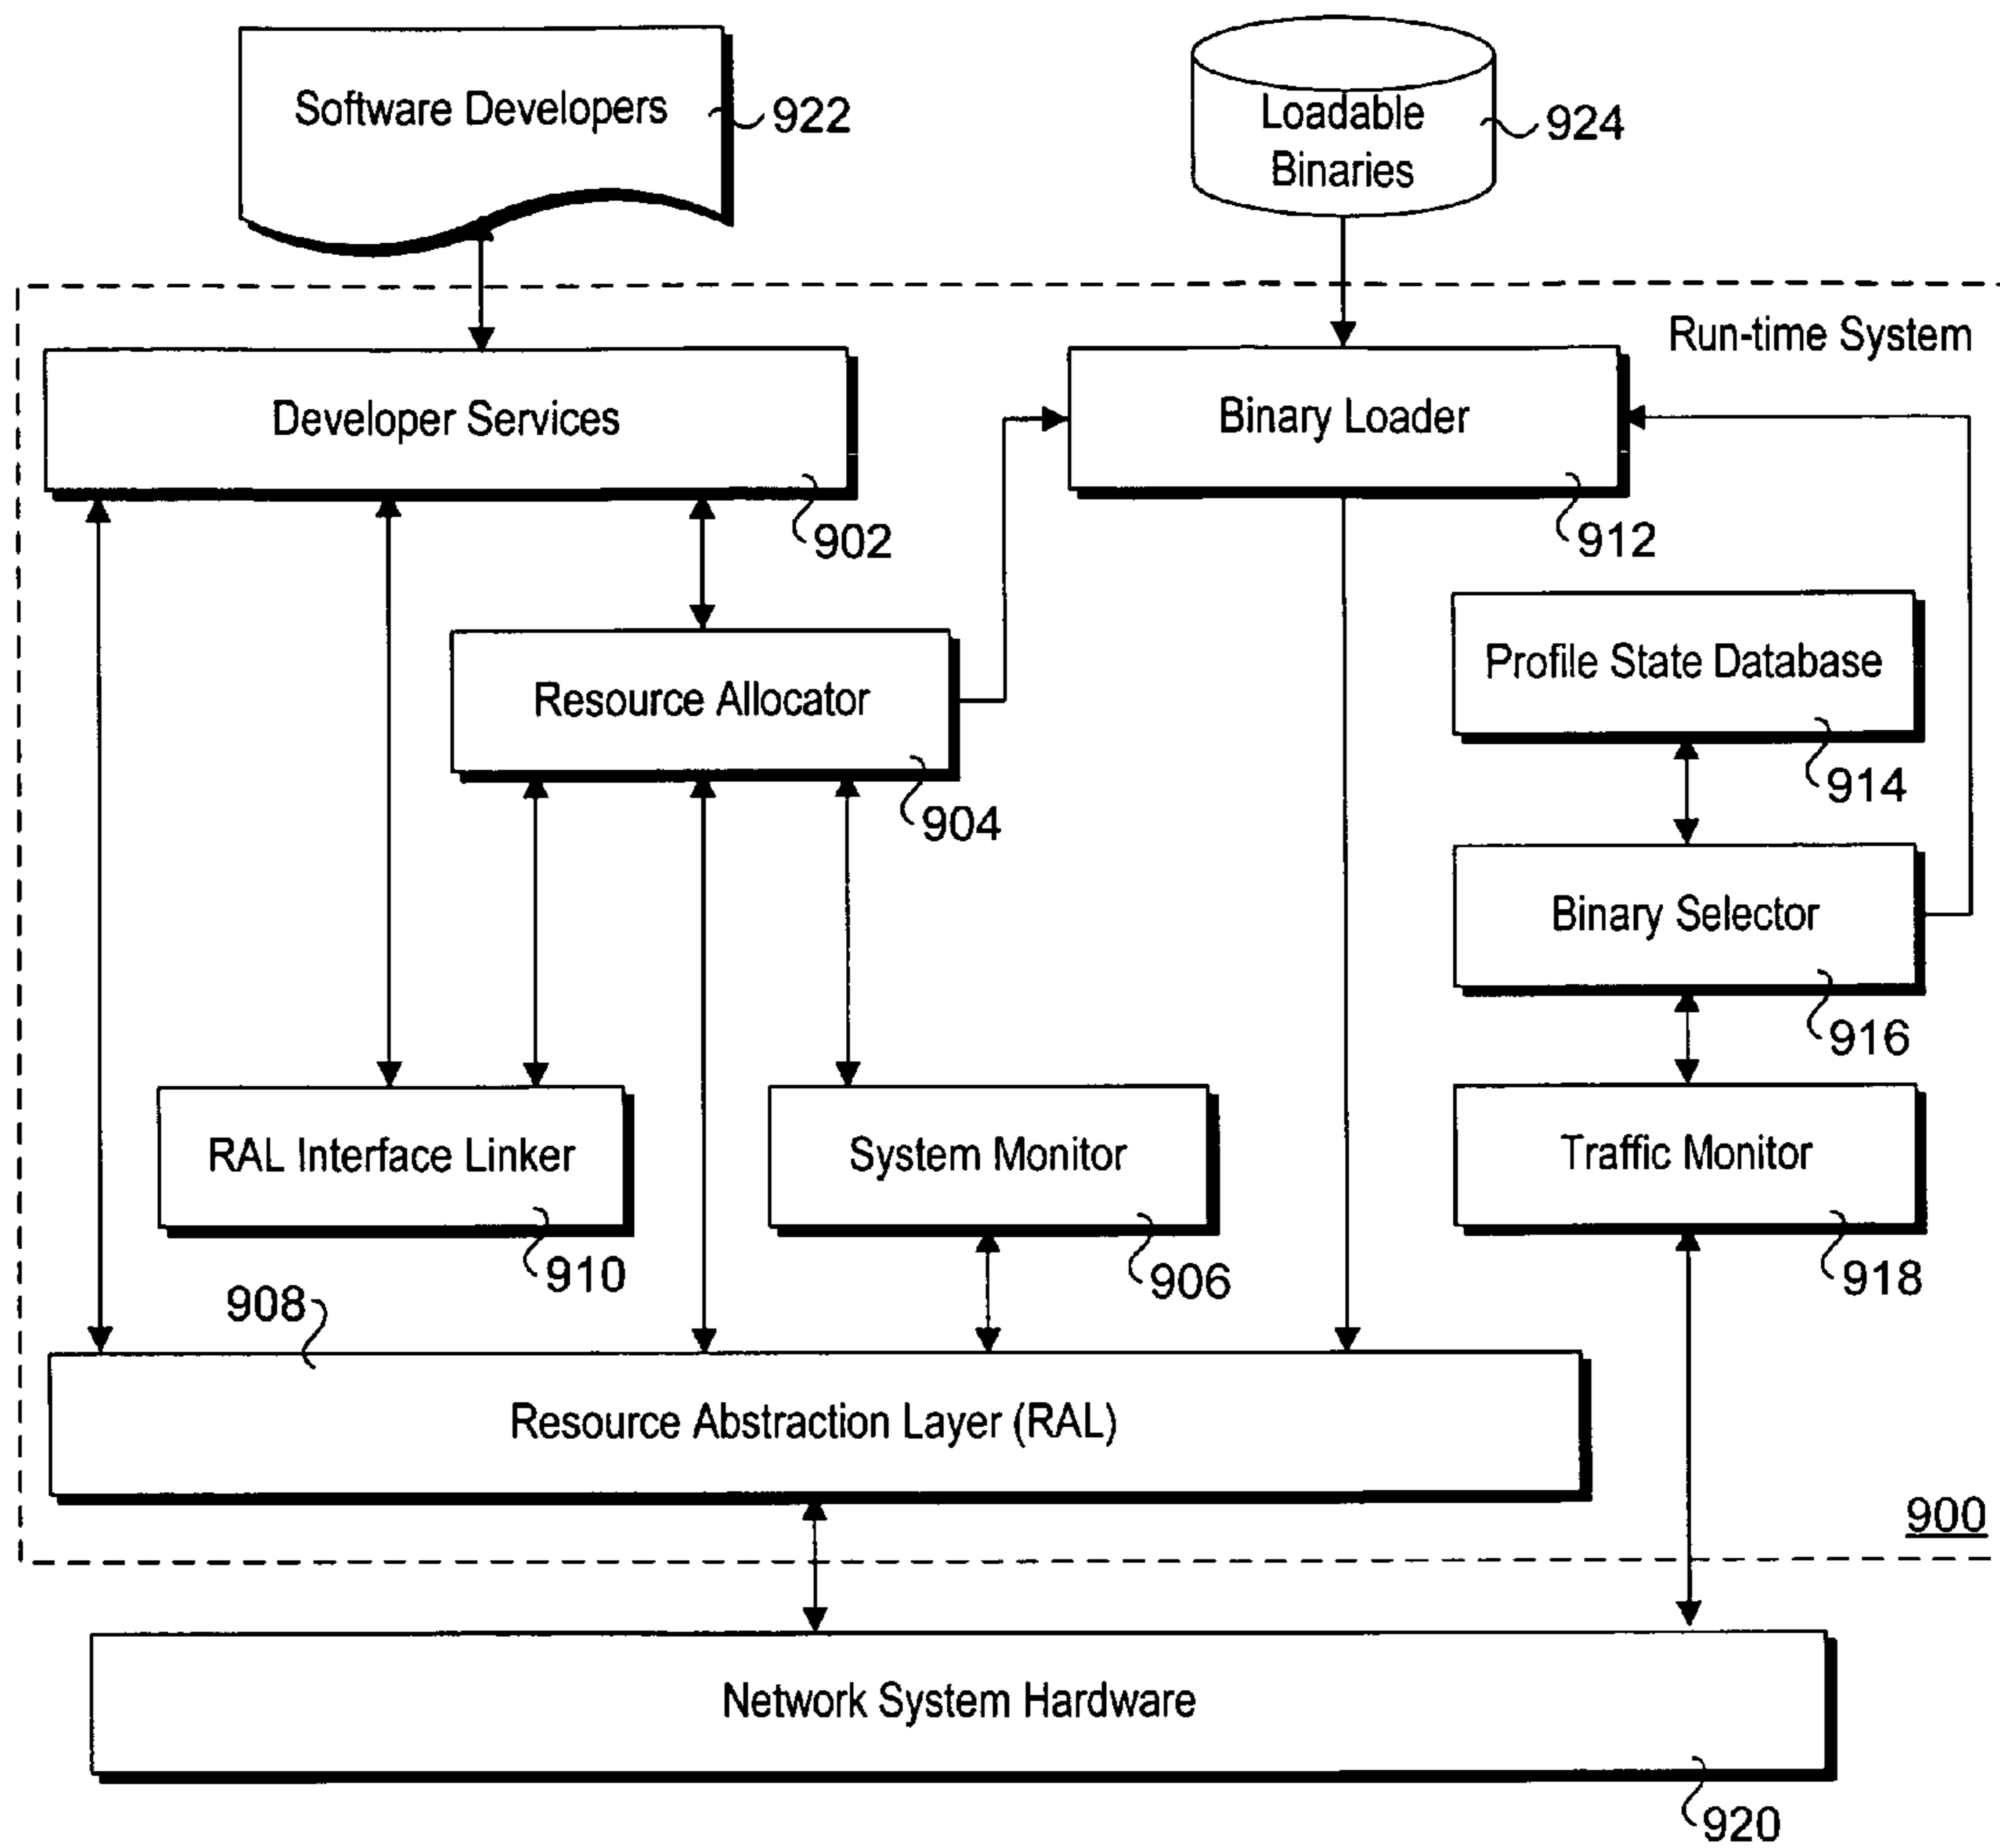 Software Developers
922
Loadable
Binaries
924
Run-time System
Developer Services
902
Binary Loader
912
Profile State Database
914
Resource Allocator
904
Binary Selector
916
RAL Interface Linker
910
System Monitor
906
Traffic Monitor
918
908
Resource Abstraction Layer (RAL)
900
Network System Hardware
920